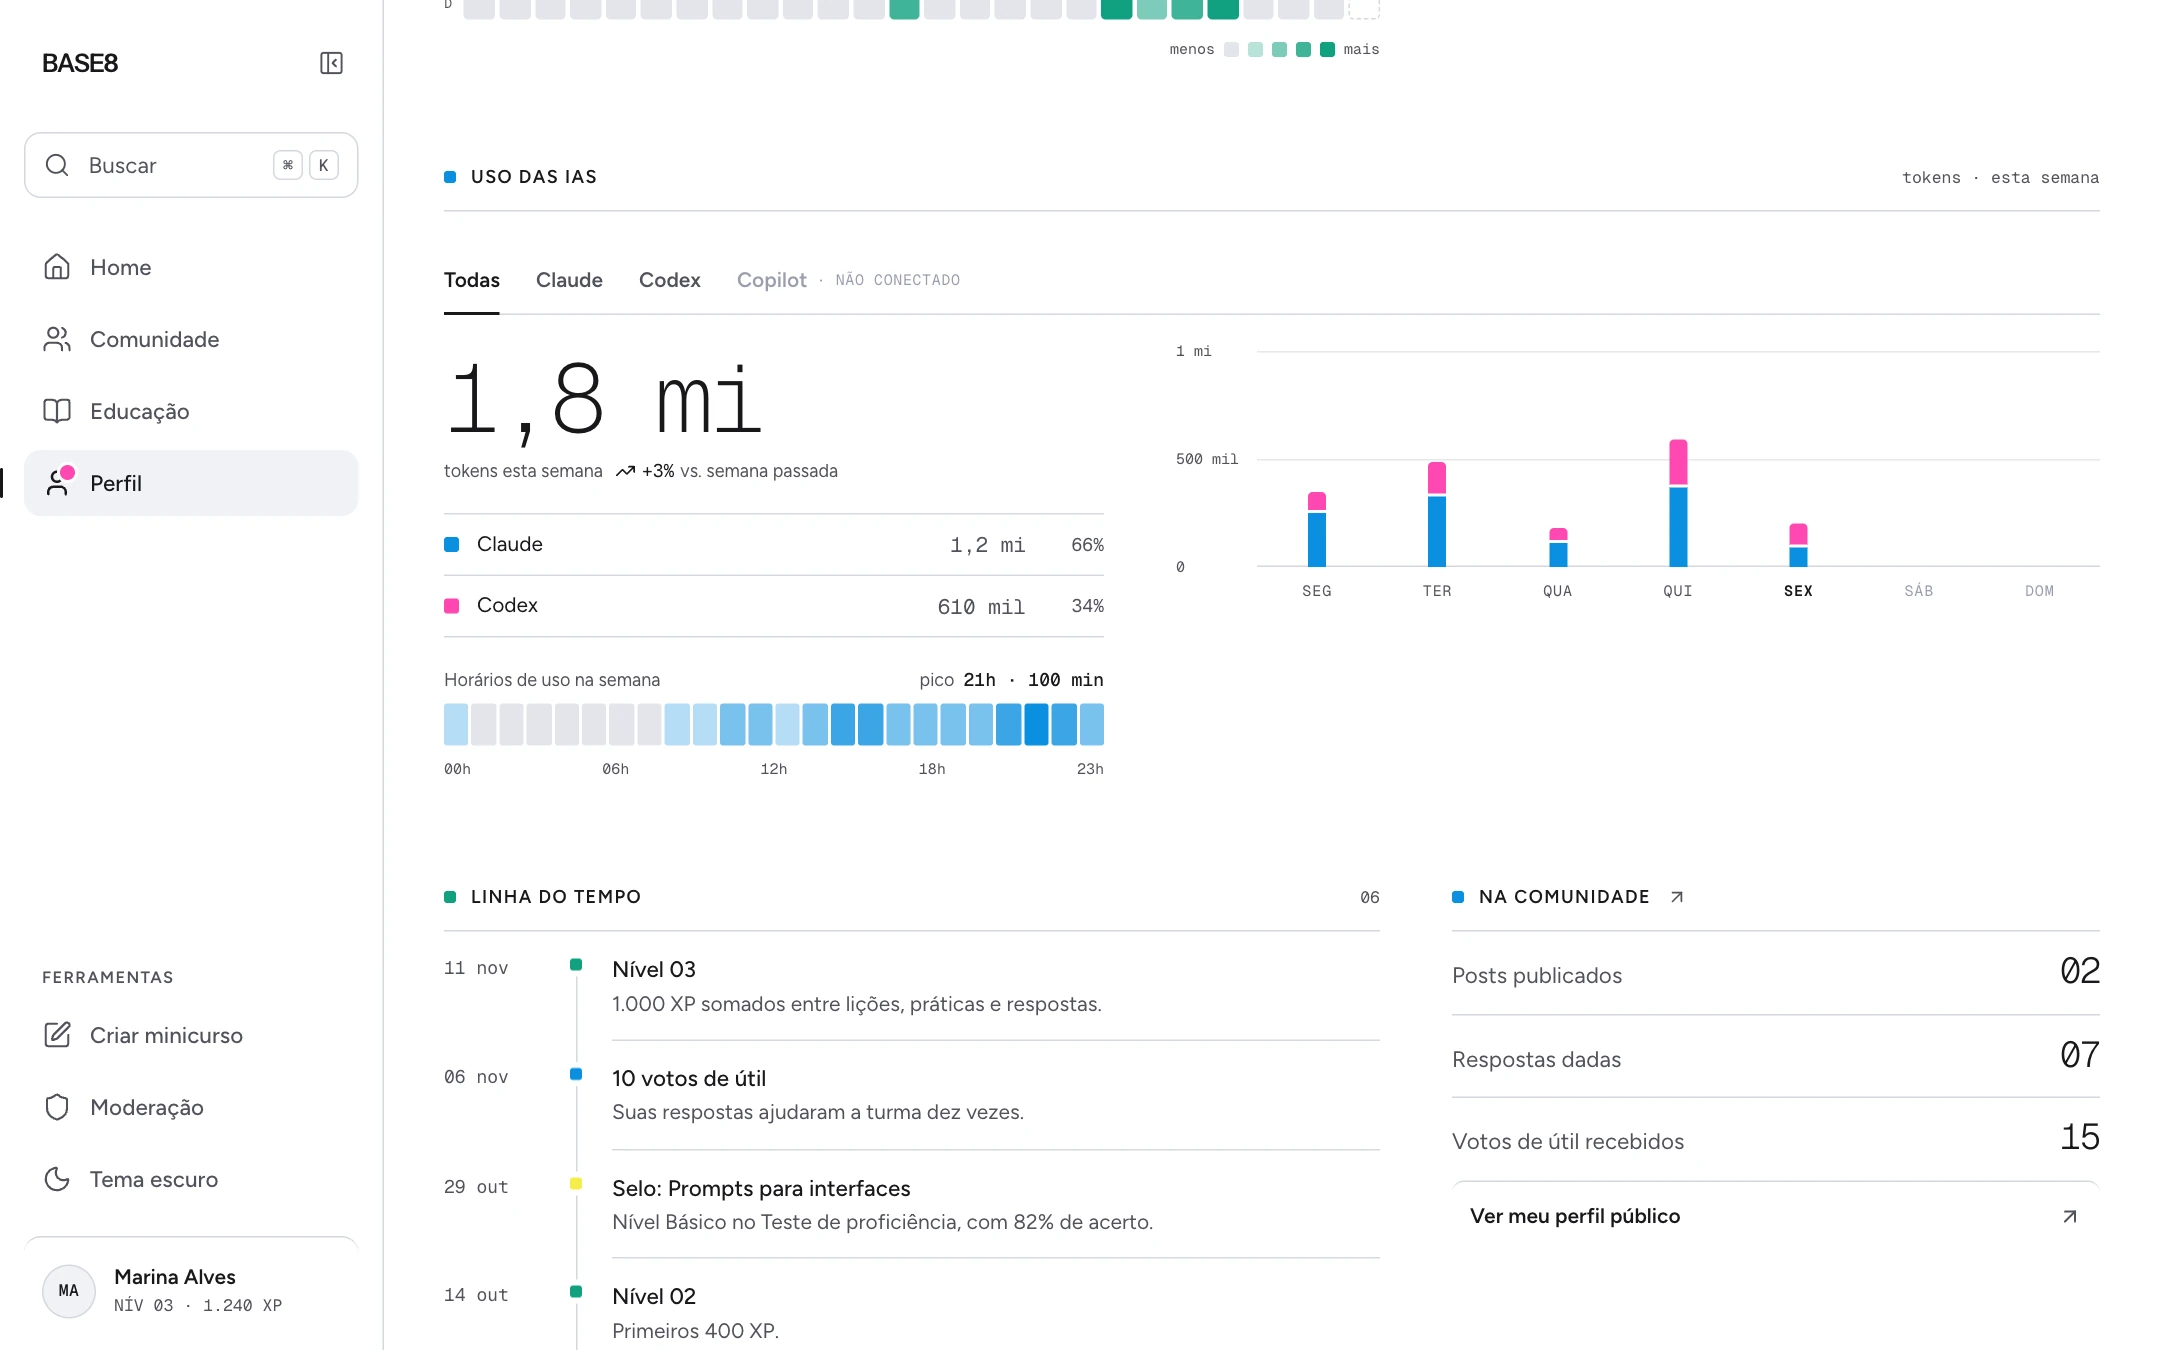 BASE8
Buscar ⌘ K
Home
Comunidade
Educação
Perfil
FERRAMENTAS
Criar minicurso
Moderação
Tema escuro
MA
Marina Alves
NÍV 03 · 1.240 XP
D
menos mais
USO DAS IAS
tokens · esta semana
Todas Claude Codex Copilot · NÃO CONECTADO
1,8 mi
tokens esta semana +3% vs. semana passada
Claude 1,2 mi 66%
Codex 610 mil 34%
Horários de uso na semana pico 21h · 100 min
00h 06h 12h 18h 23h
1 mi
500 mil
0
SEG TER QUA QUI SEX SÁB DOM
LINHA DO TEMPO 06
11 nov
Nível 03
1.000 XP somados entre lições, práticas e respostas.
06 nov
10 votos de útil
Suas respostas ajudaram a turma dez vezes.
29 out
Selo: Prompts para interfaces
Nível Básico no Teste de proficiência, com 82% de acerto.
14 out
Nível 02
Primeiros 400 XP.
NA COMUNIDADE
Posts publicados 02
Respostas dadas 07
Votos de útil recebidos 15
Ver meu perfil público